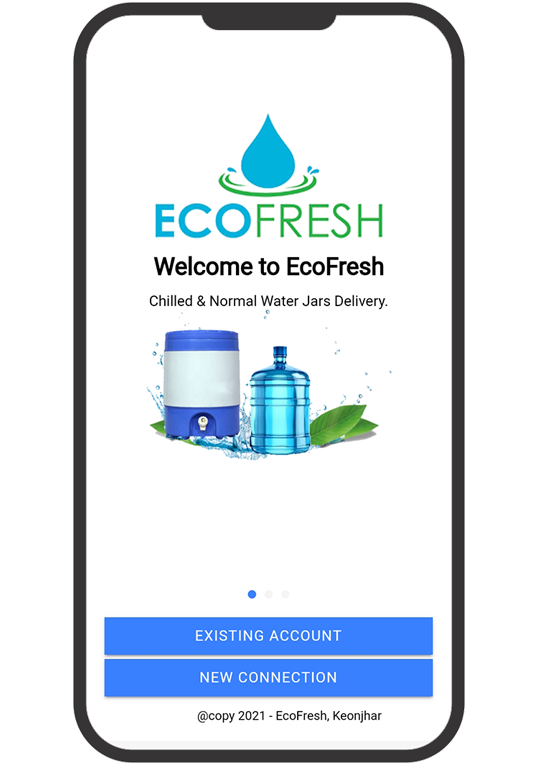 ECOFRESH
Welcome to EcoFresh
Chilled & Normal Water Jars Delivery.
EXISTING ACCOUNT
NEW CONNECTION
@copy 2021 - EcoFresh, Keonjhar